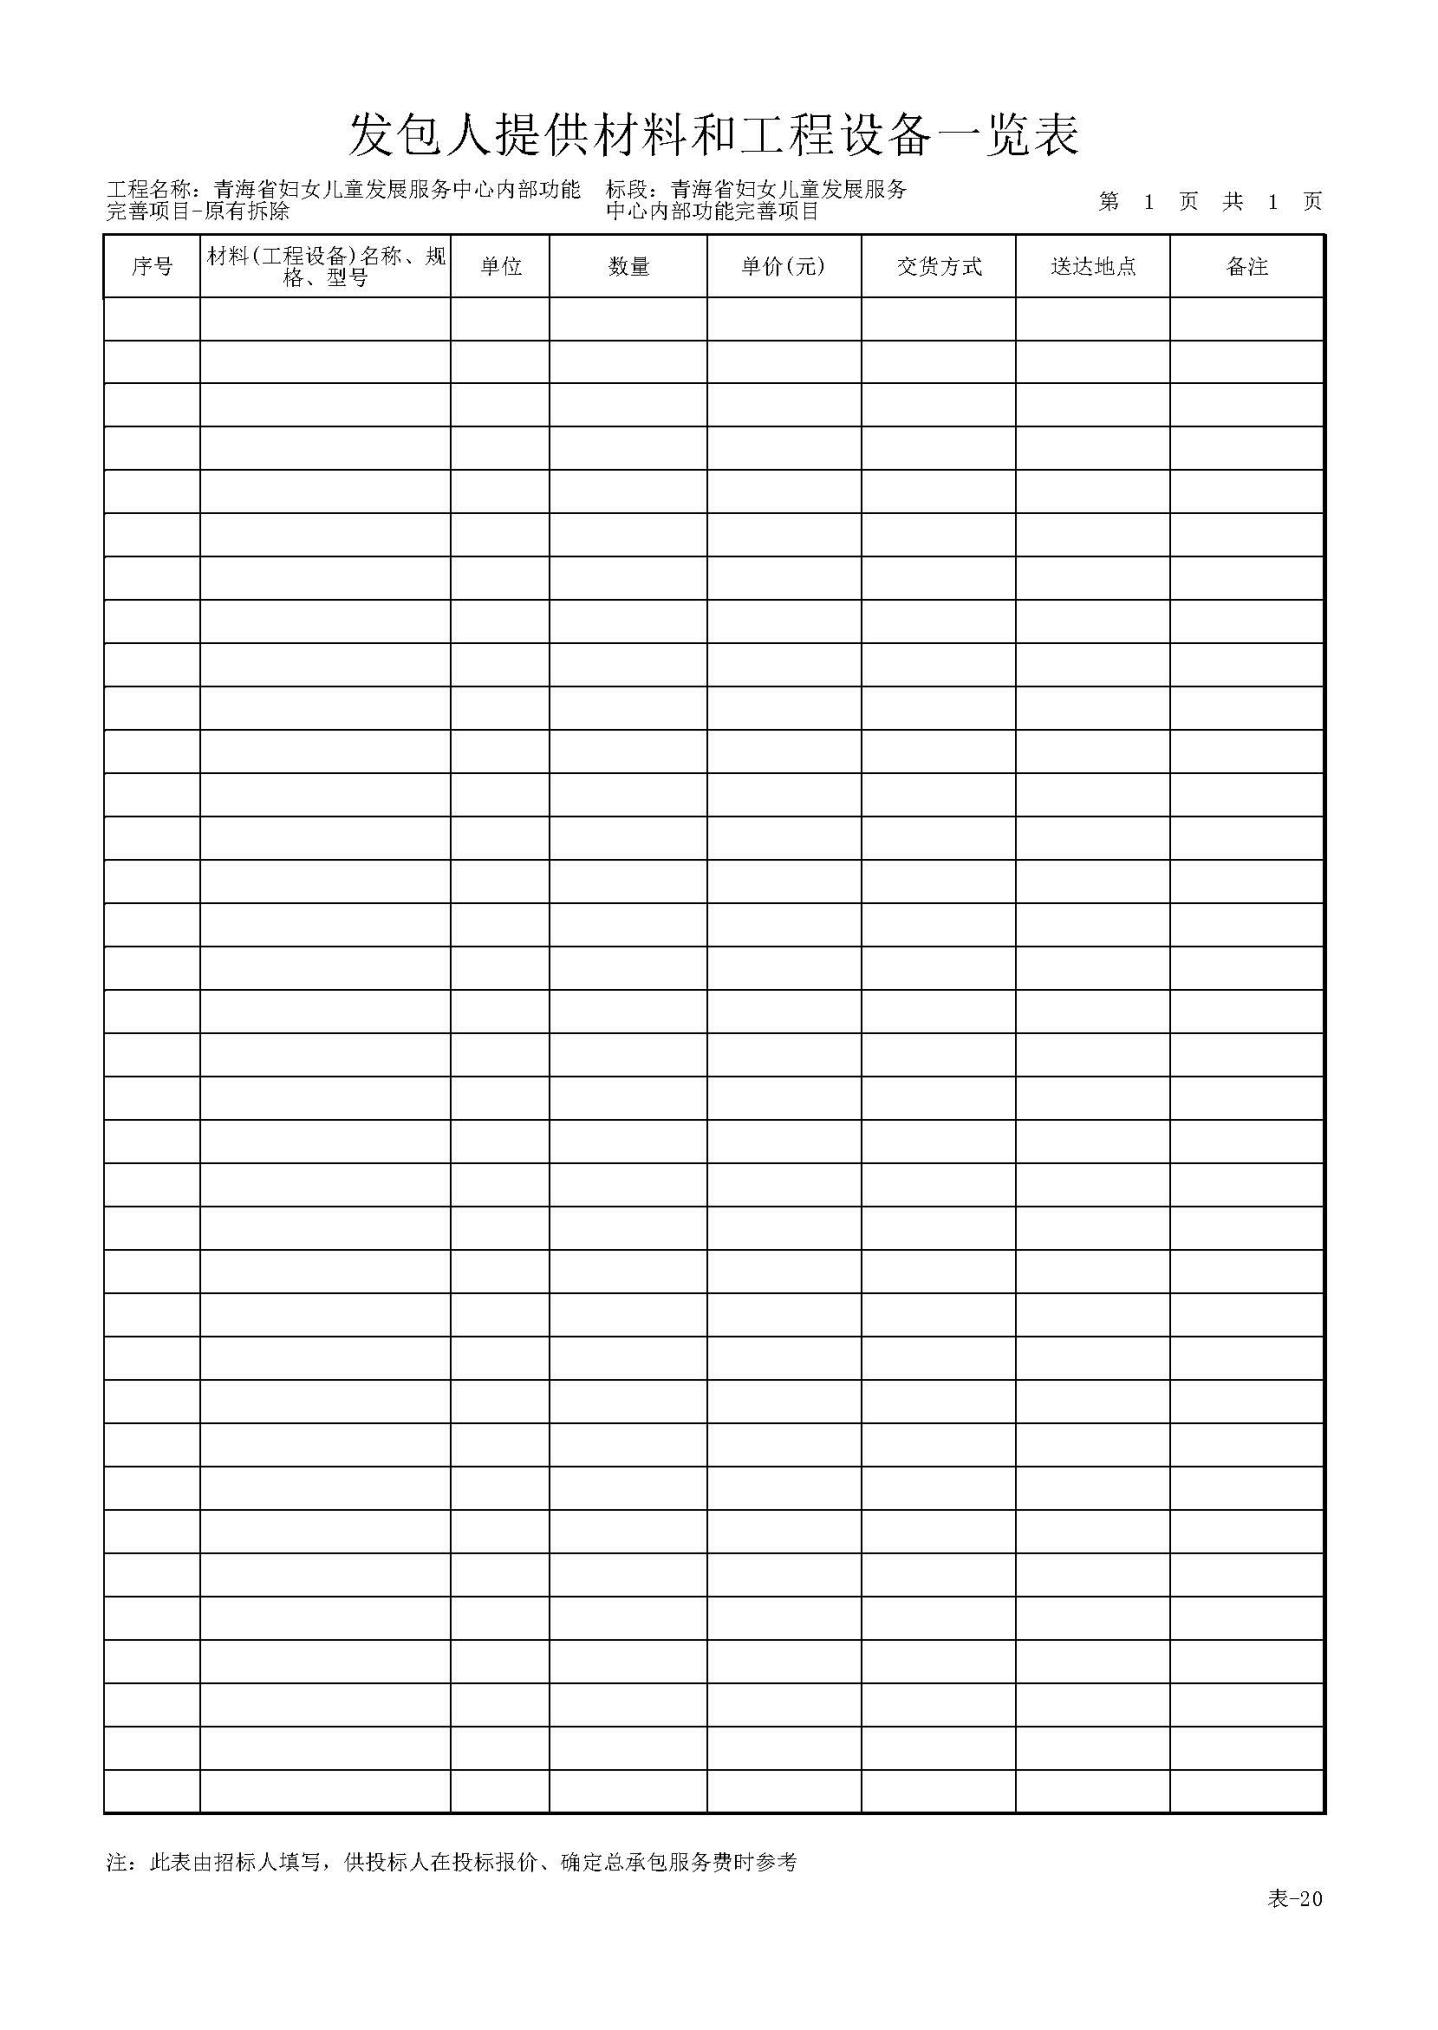 发包人提供材料和工程设备一览表
工程名称：青海省妇女儿童发展服务中心内部功能
完善项目-原有拆除
标段：青海省妇女儿童发展服务
中心内部功能完善项目
第 1 页 共 1 页
序号
材料(工程设备)名称、规
格、型号
单位
数量
单价(元)
交货方式
送达地点
备注
注：此表由招标人填写，供投标人在投标报价、确定总承包服务费时参考
表-20